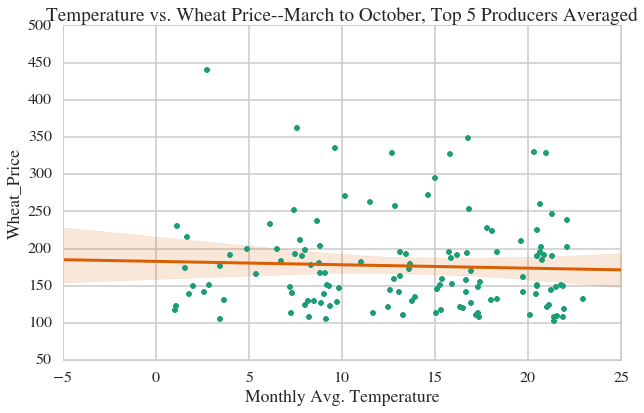 Temperature vs. Wheat Price--March to October, Top 5 Producers Averaged
500
450
400
350
300
250
200
150
100
50
Wheat_Price
−5 0 5 10 15 20 25
Monthly Avg. Temperature